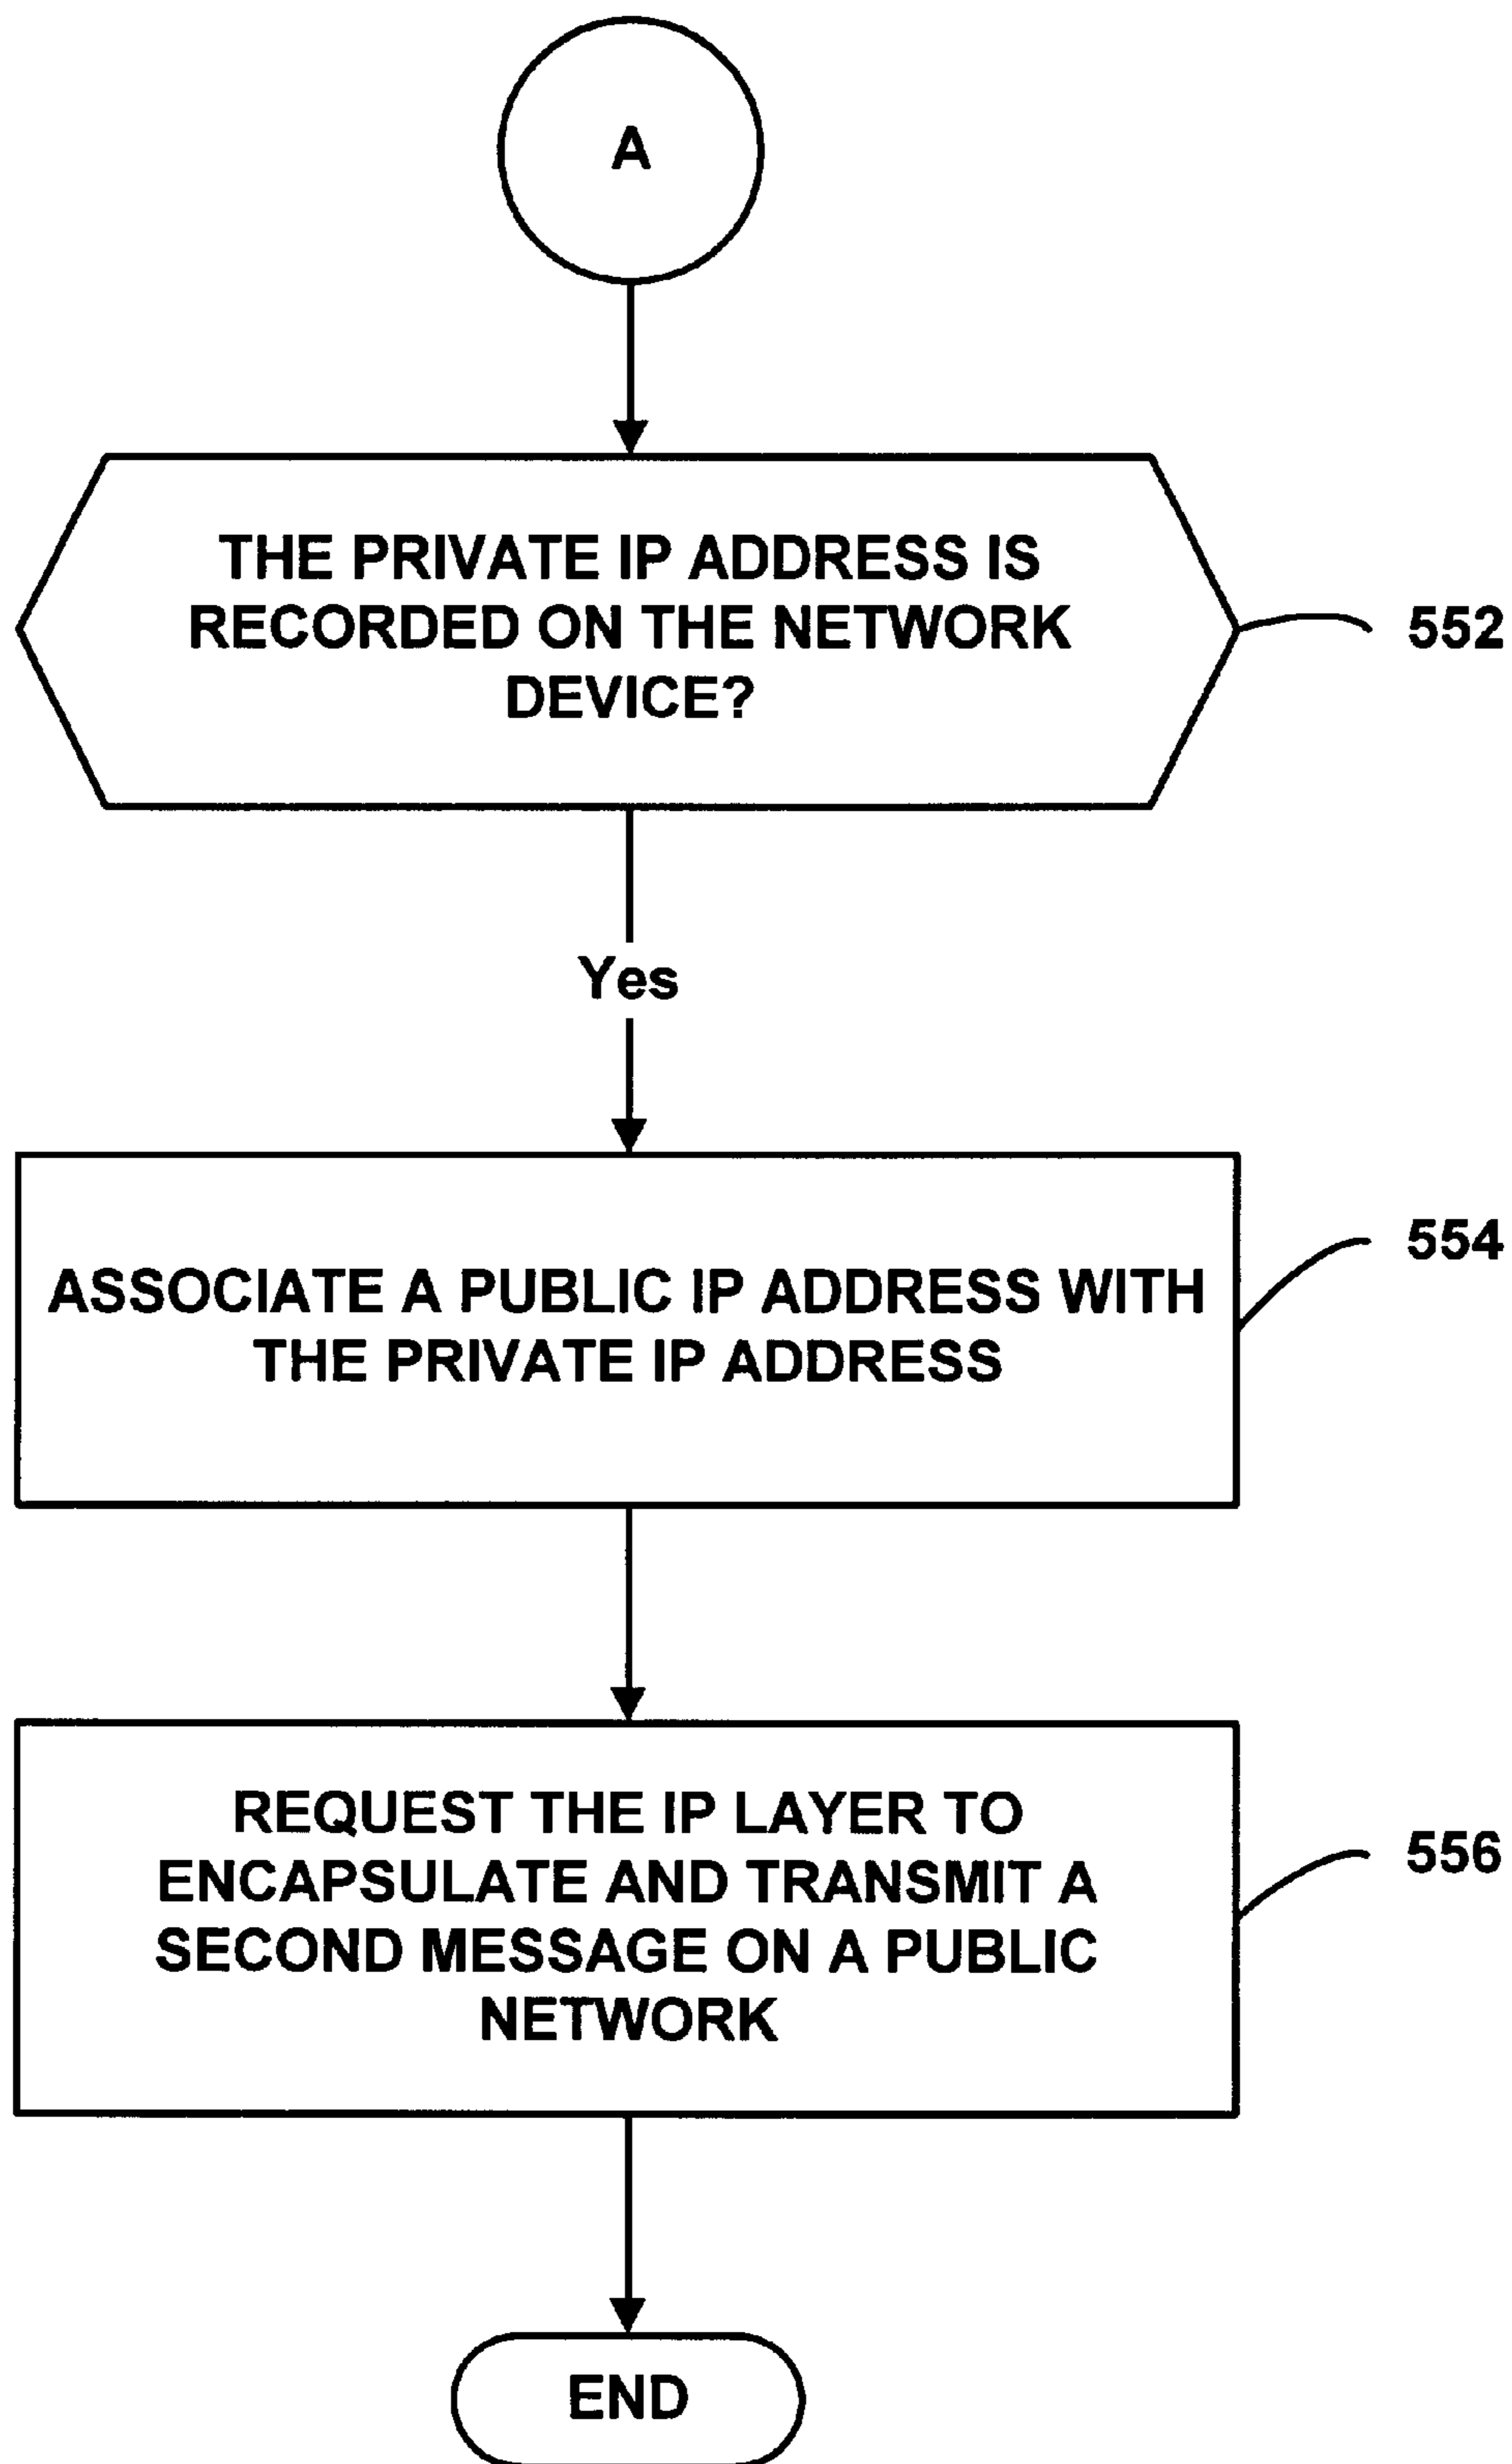 A
THE PRIVATE IP ADDRESS IS
RECORDED ON THE NETWORK
DEVICE?
552
Yes
554
ASSOCIATE A PUBLIC IP ADDRESS WITH
THE PRIVATE IP ADDRESS
REQUEST THE IP LAYER TO
ENCAPSULATE AND TRANSMIT A
SECOND MESSAGE ON A PUBLIC
NETWORK
556
END